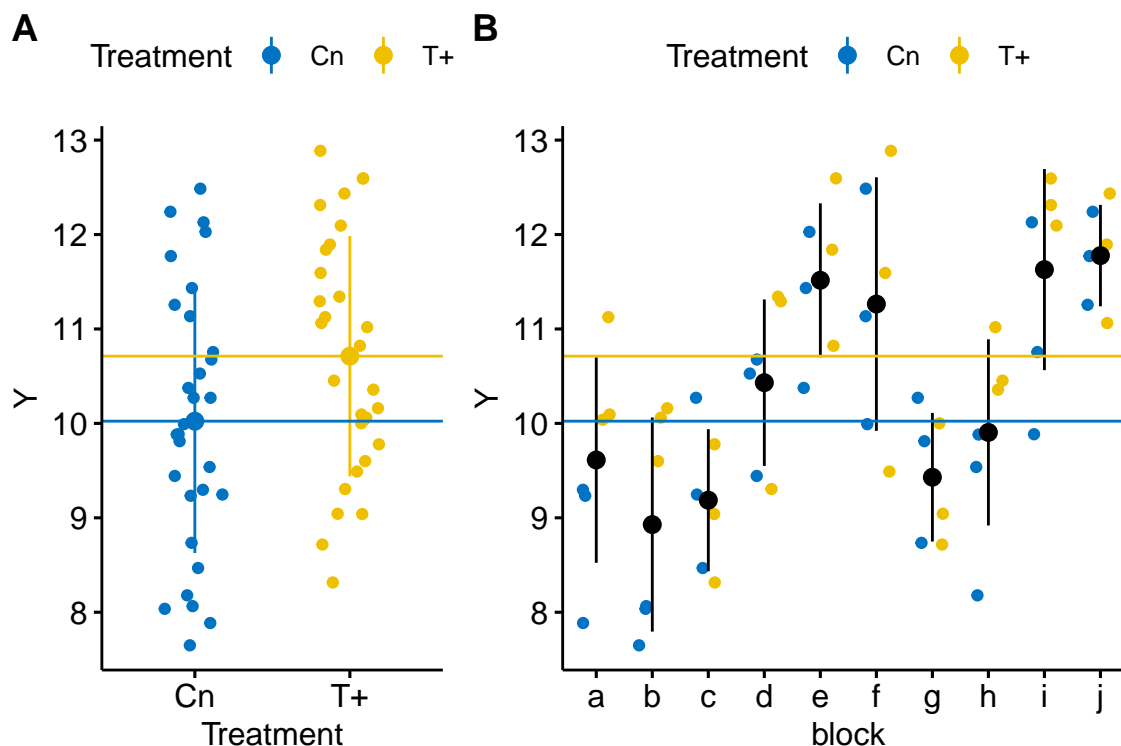 A
Treatment Cn T+
Y
13
12
11
10
9
8
Cn T+
Treatment
B
Treatment Cn T+
Y
13
12
11
10
9
8
a b c d e f g h i j
block